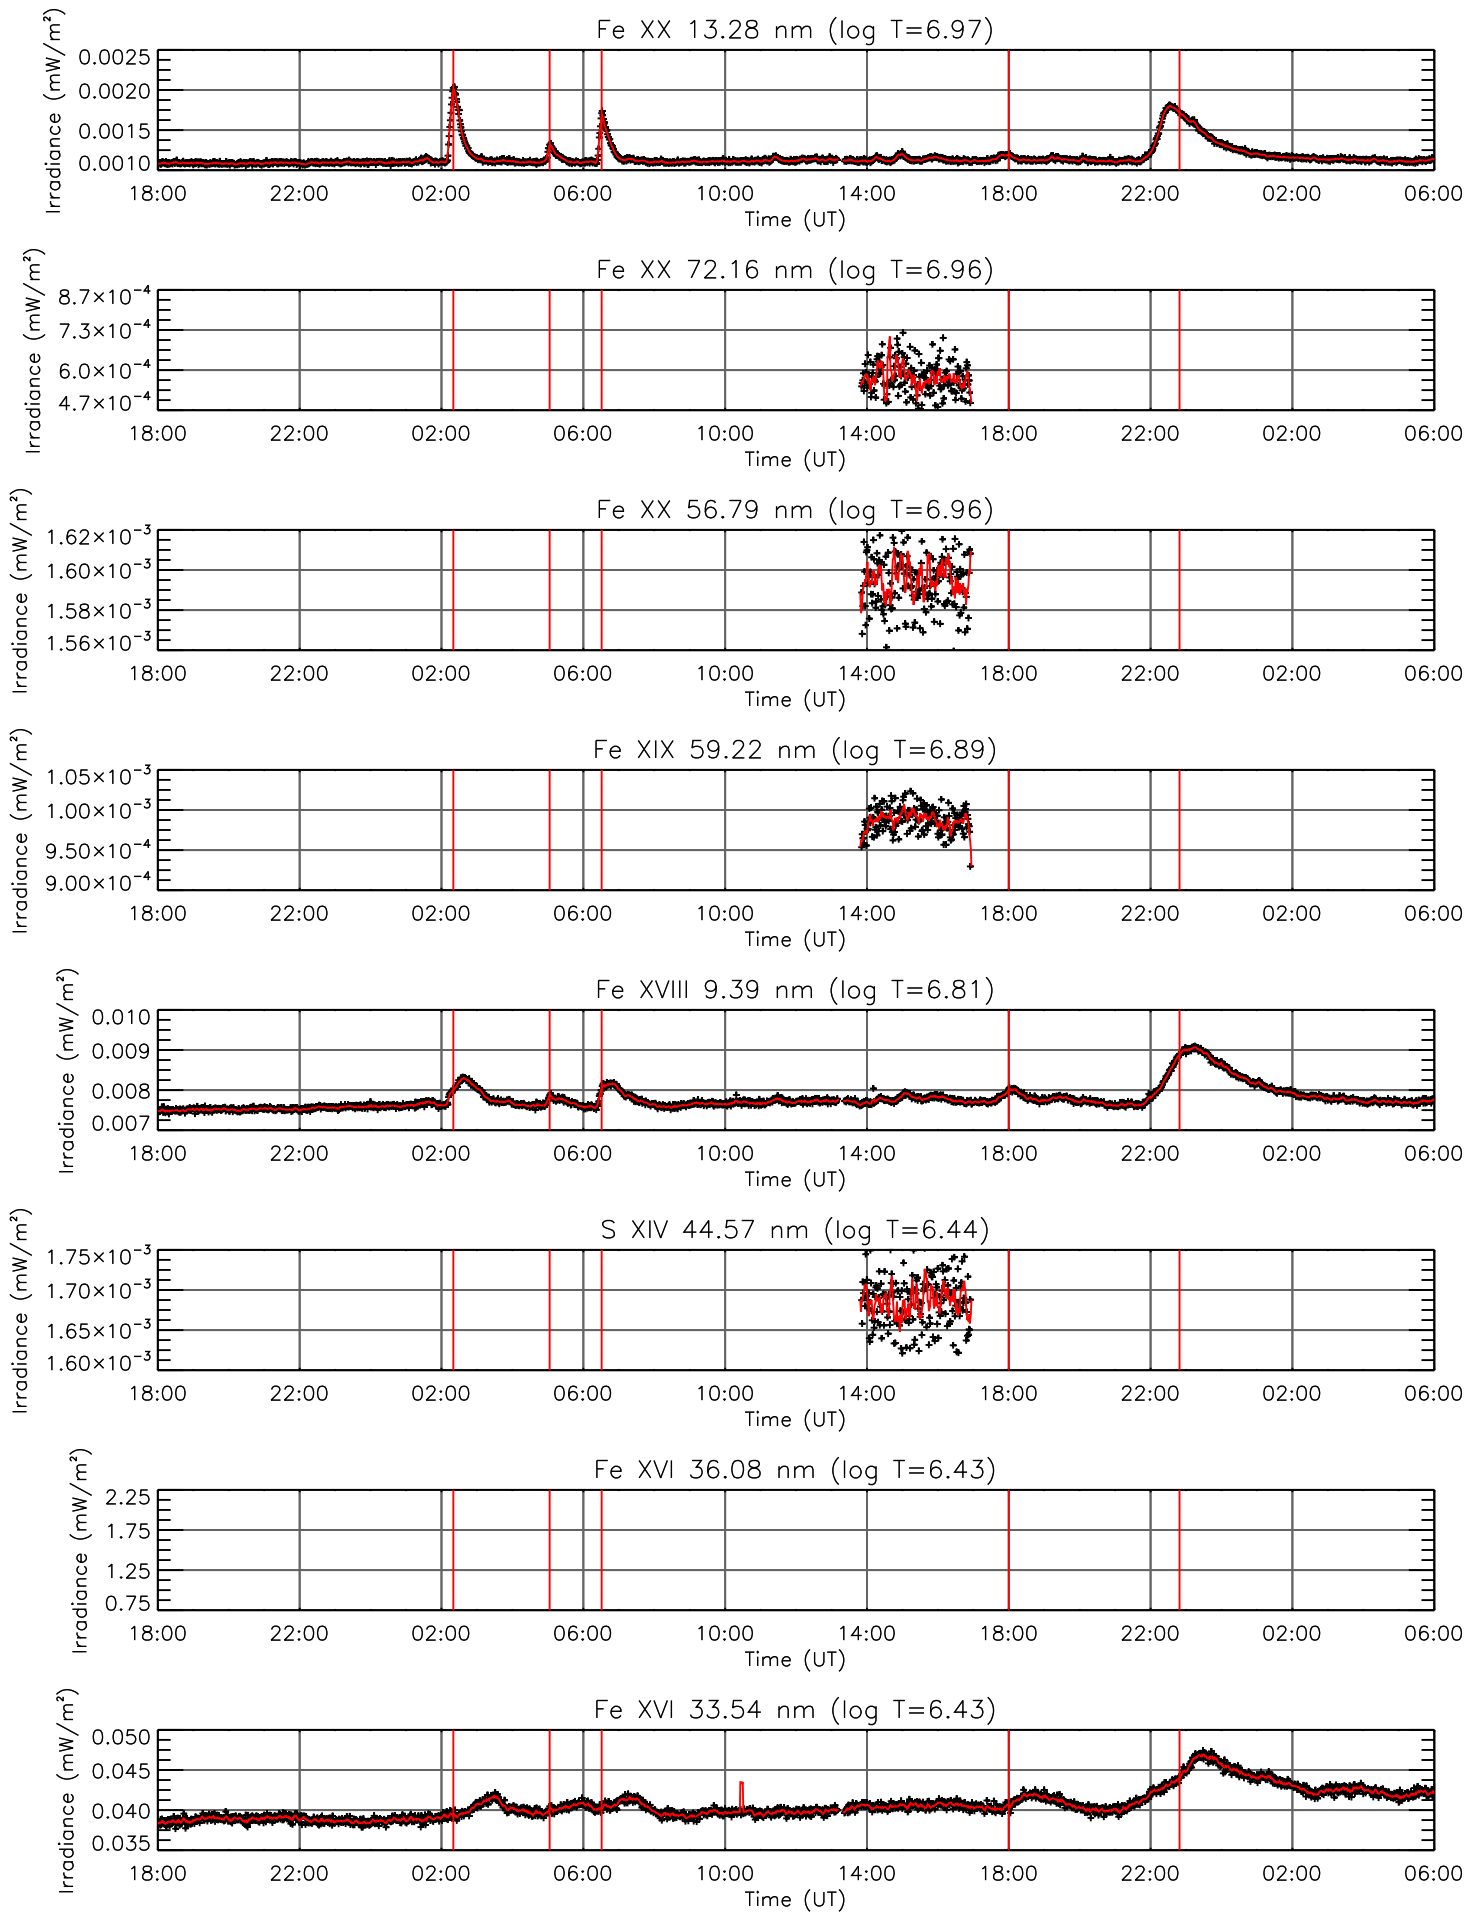 Fe XX 13.28 nm (log T=6.97)
Irradiance (mW/m²)
0.0025
0.0020
0.0015
0.0010
18:00 22:00 02:00 06:00 10:00 14:00 18:00 22:00 02:00 06:00
Time (UT)
Fe XX 72.16 nm (log T=6.96)
Irradiance (mW/m²)
8.7×10⁻⁴
7.3×10⁻⁴
6.0×10⁻⁴
4.7×10⁻⁴
18:00 22:00 02:00 06:00 10:00 14:00 18:00 22:00 02:00 06:00
Time (UT)
Fe XX 56.79 nm (log T=6.96)
Irradiance (mW/m²)
1.62×10⁻³
1.60×10⁻³
1.58×10⁻³
1.56×10⁻³
18:00 22:00 02:00 06:00 10:00 14:00 18:00 22:00 02:00 06:00
Time (UT)
Fe XIX 59.22 nm (log T=6.89)
Irradiance (mW/m²)
1.05×10⁻³
1.00×10⁻³
9.50×10⁻⁴
9.00×10⁻⁴
18:00 22:00 02:00 06:00 10:00 14:00 18:00 22:00 02:00 06:00
Time (UT)
Fe XVIII 9.39 nm (log T=6.81)
Irradiance (mW/m²)
0.010
0.009
0.008
0.007
18:00 22:00 02:00 06:00 10:00 14:00 18:00 22:00 02:00 06:00
Time (UT)
S XIV 44.57 nm (log T=6.44)
Irradiance (mW/m²)
1.75×10⁻³
1.70×10⁻³
1.65×10⁻³
1.60×10⁻³
18:00 22:00 02:00 06:00 10:00 14:00 18:00 22:00 02:00 06:00
Time (UT)
Fe XVI 36.08 nm (log T=6.43)
Irradiance (mW/m²)
2.25
1.75
1.25
0.75
18:00 22:00 02:00 06:00 10:00 14:00 18:00 22:00 02:00 06:00
Time (UT)
Fe XVI 33.54 nm (log T=6.43)
Irradiance (mW/m²)
0.050
0.045
0.040
0.035
18:00 22:00 02:00 06:00 10:00 14:00 18:00 22:00 02:00 06:00
Time (UT)